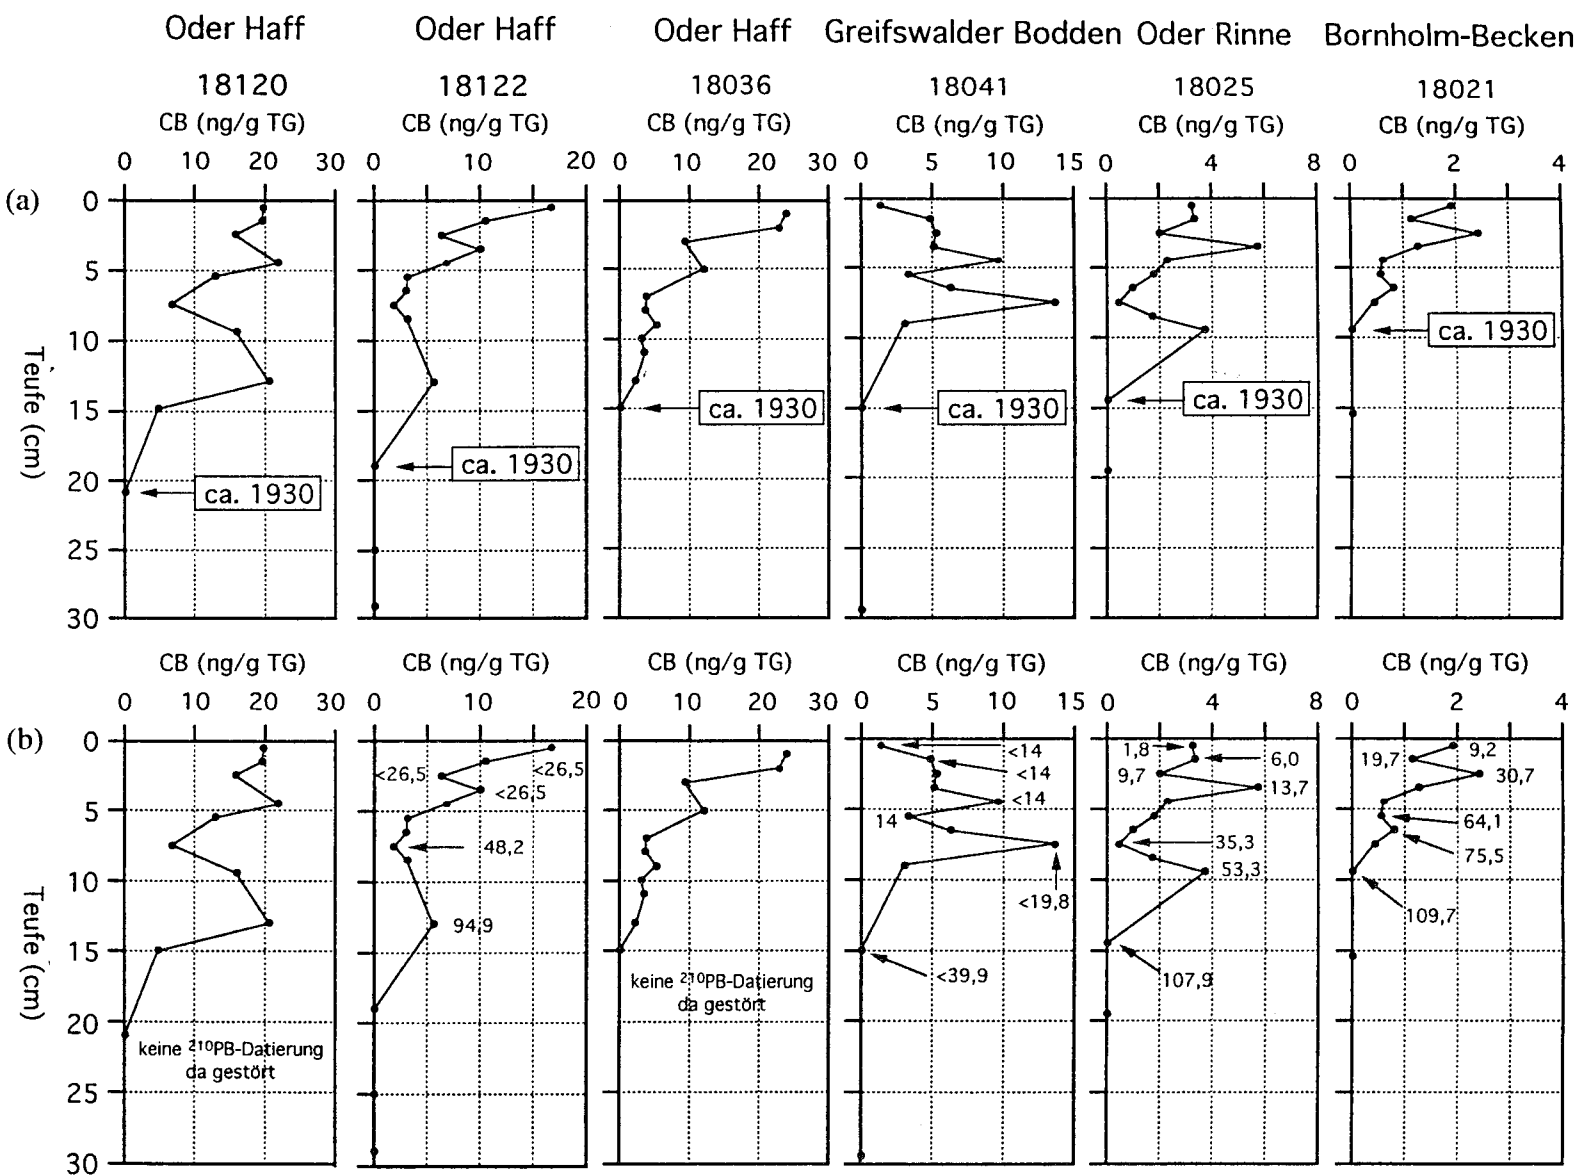 Oder Haff Oder Haff Oder Haff Greifswalder Bodden Oder Rinne Bornholm-Becken
18120 18122 18036 18041 18025 18021
CB (ng/g TG) CB (ng/g TG) CB (ng/g TG) CB (ng/g TG) CB (ng/g TG) CB (ng/g TG)
0 10 20 30 0 10 20 0 10 20 30 0 5 10 15 0 4 8 0 2 4
(a)
0
5
10
15
20
25
30
Teufe (cm)
ca. 1930
ca. 1930
ca. 1930
ca. 1930
ca. 1930
ca. 1930
CB (ng/g TG) CB (ng/g TG) CB (ng/g TG) CB (ng/g TG) CB (ng/g TG) CB (ng/g TG)
0 10 20 30 0 10 20 0 10 20 30 0 5 10 15 0 4 8 0 2 4
(b)
0
5
10
15
20
25
30
Teufe (cm)
keine ²¹⁰PB-Datierung
da gestört
<26,5
<26,5
<26,5
48,2
94,9
keine ²¹⁰PB-Datierung
da gestört
<14
<14
<14
14
<19,8
<39,9
1,8
6,0
9,7
13,7
35,3
53,3
107,9
9,2
19,7
30,7
64,1
75,5
109,7